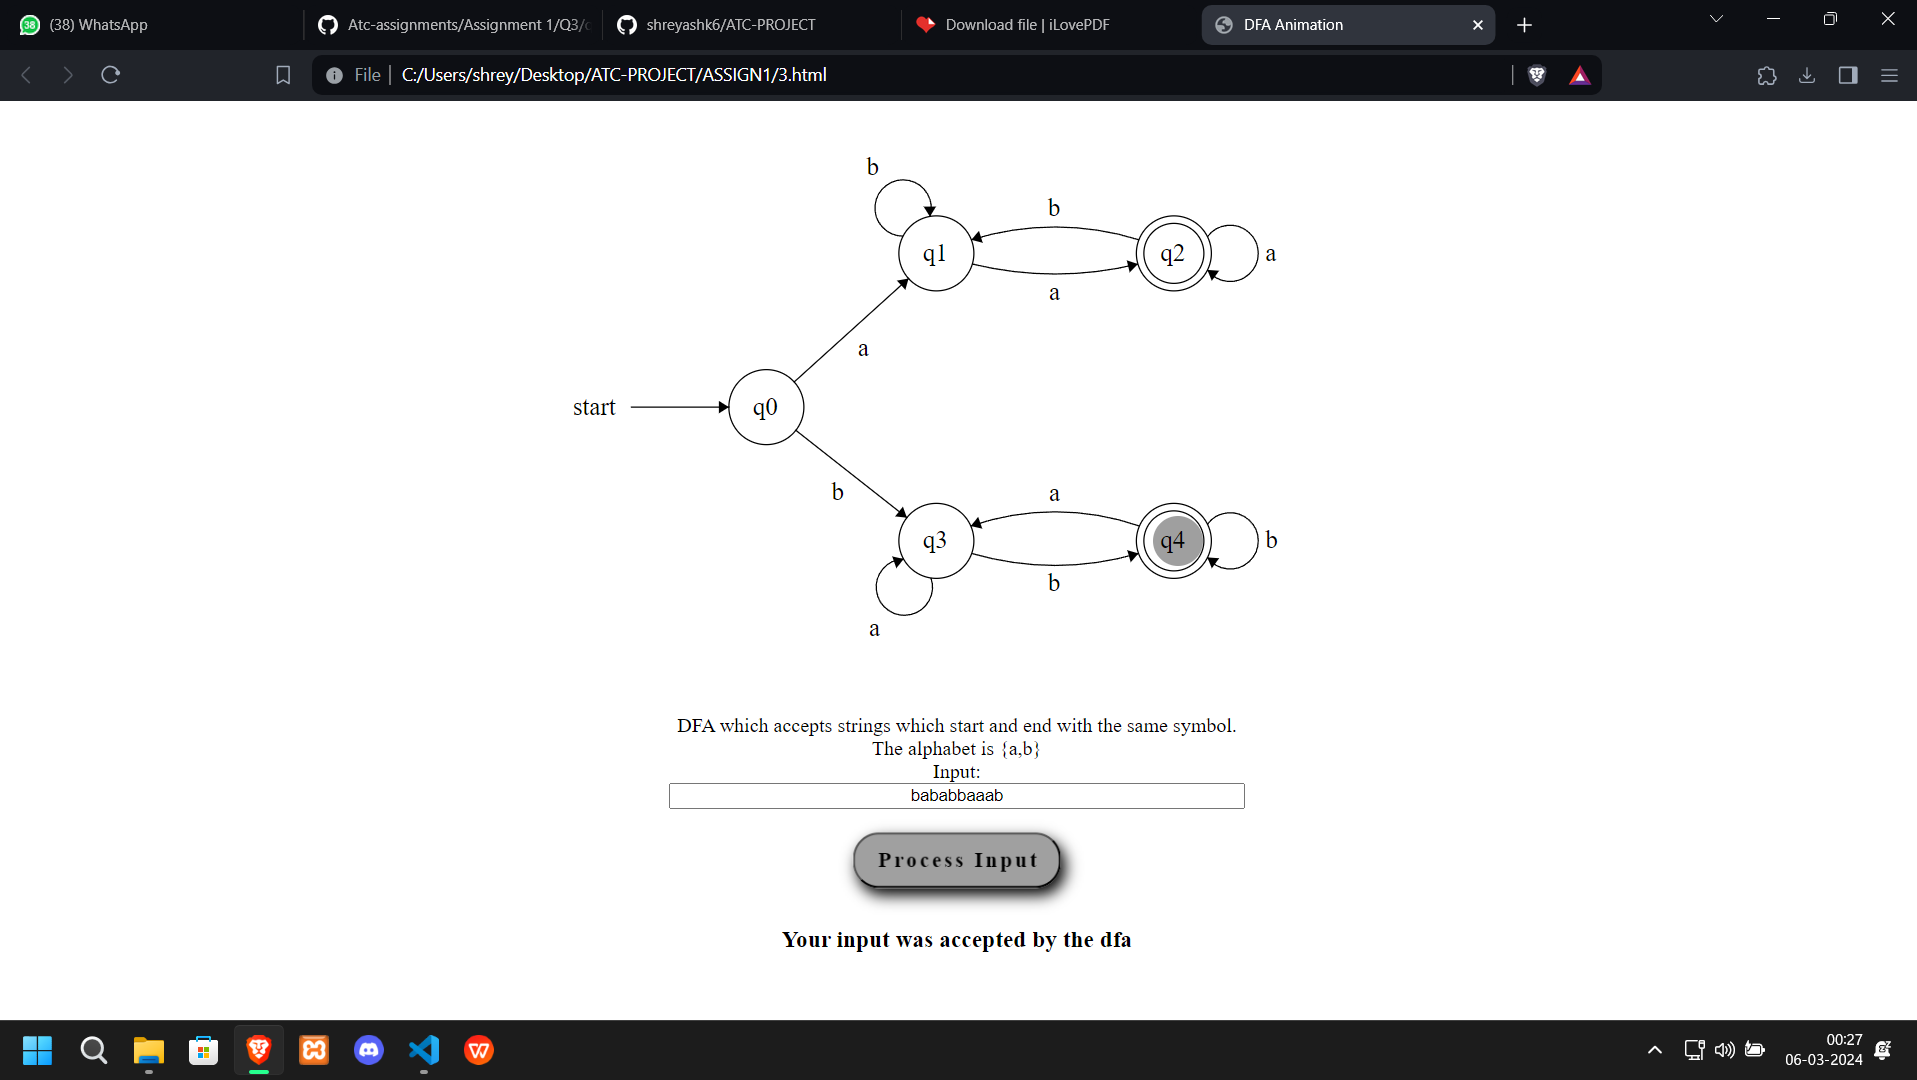 38 (38) WhatsApp
Atc-assignments/Assignment 1/Q3/
shreyashk6/ATC-PROJECT
Download file | iLovePDF
DFA Animation
File | C:/Users/shrey/Desktop/ATC-PROJECT/ASSIGN1/3.html
b
b
q1
q2
a
a
a
start
q0
b
a
q3
q4
b
b
a
DFA which accepts strings which start and end with the same symbol.
The alphabet is {a,b}
Input:
bababbaaab
Process Input
Your input was accepted by the dfa
00:27
06-03-2024